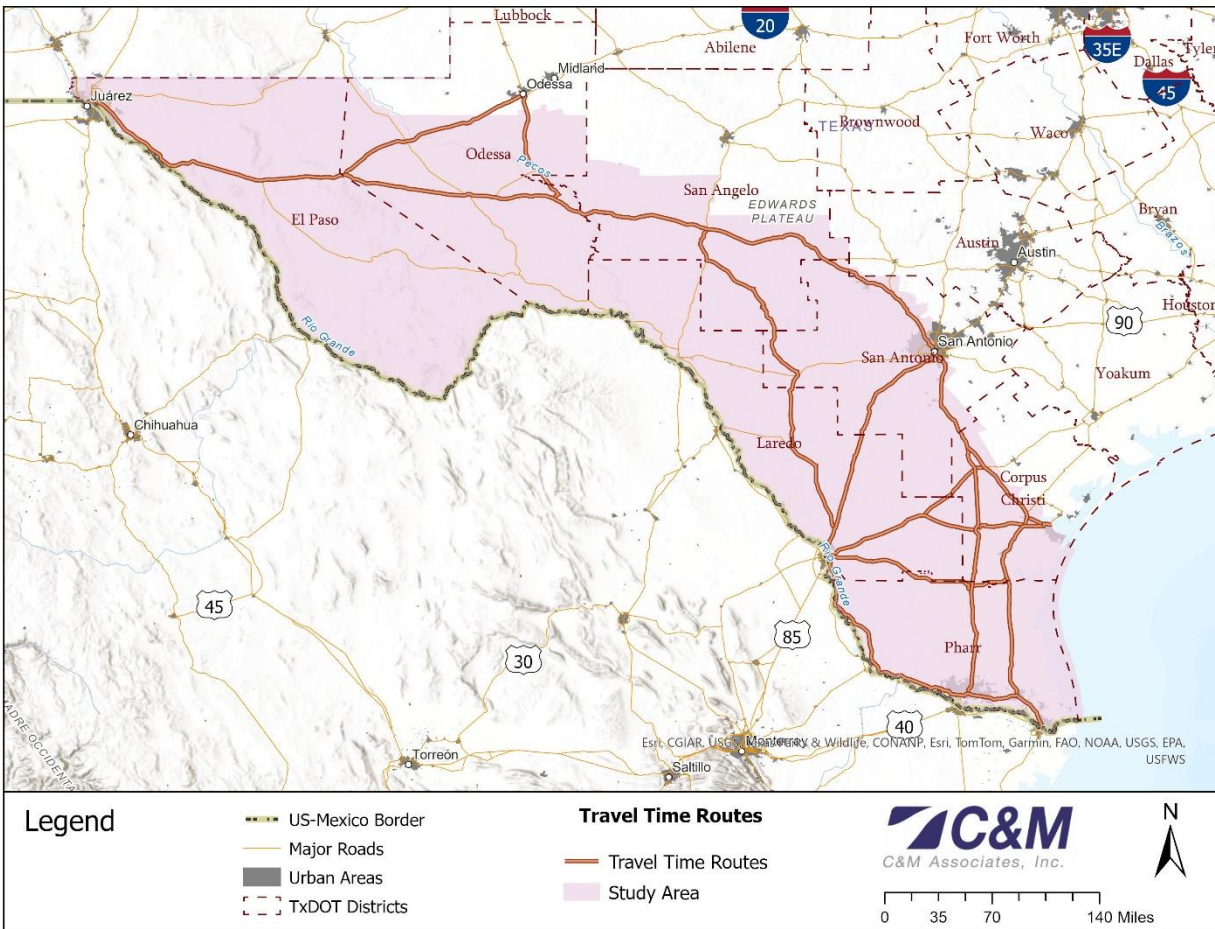 Lubbock
20
Abilene
Fort Worth
35E
Tyler
Dallas
45
Midland
Odessa
Juárez
Brownwood
TEXAS
Waco
Odessa
Pecos
San Angelo
EDWARDS
PLATEAU
El Paso
Bryan
Brazos
Austin
Austin
Houston
90
Rio Grande
San Antonio
San Antonio
Yoakum
Chihuahua
Laredo
Corpus
Christi
Rio Grande
45
85
30
Pharr
40
Monterrey
Torreón
Saltillo
Esri, CGIAR, USGS, Texas Parks & Wildlife, CONANP, Esri, TomTom, Garmin, FAO, NOAA, USGS, EPA,
USFWS
Legend
US-Mexico Border
Major Roads
Urban Areas
TxDOT Districts
Travel Time Routes
Travel Time Routes
Study Area
C&M
C&M Associates, Inc.
N
0 35 70 140 Miles